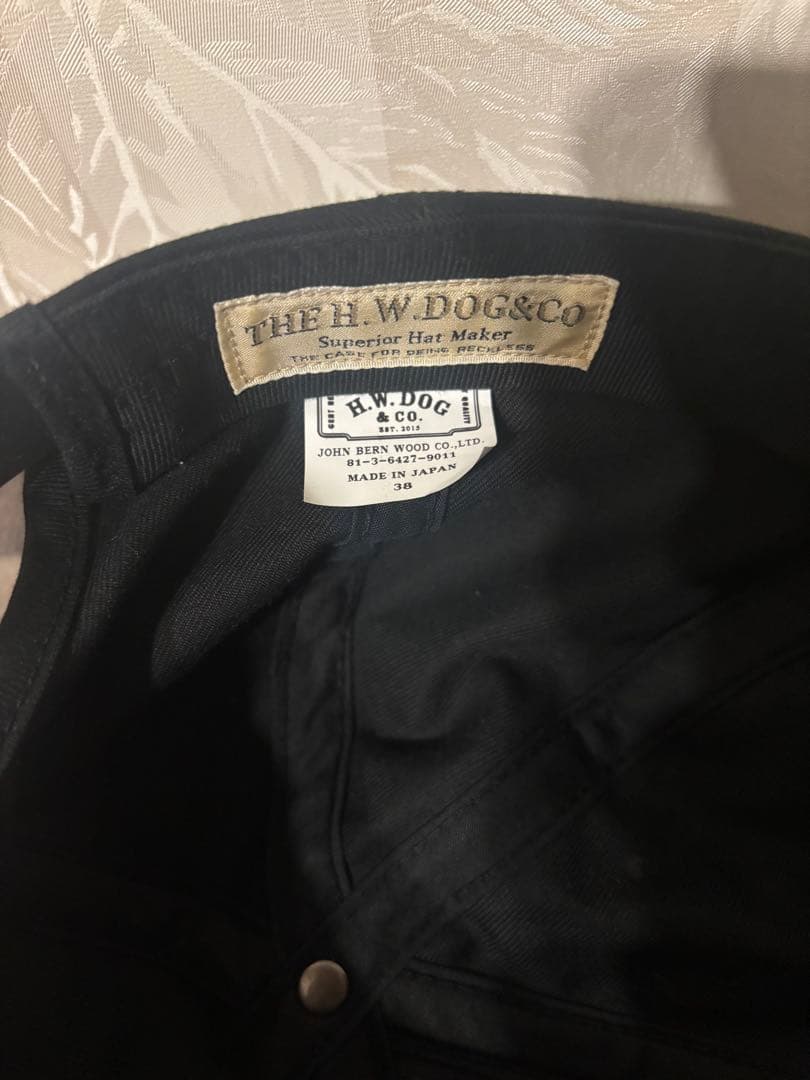 THE H.W.DOG&Co
Superior Hat Maker
THE CASE FOR BEING RECKLESS
H.W.DOG
& CO.
EST. 2015
QUALITY
JOHN BERN WOOD CO.,LTD.
81-3-6427-9011
MADE IN JAPAN
38